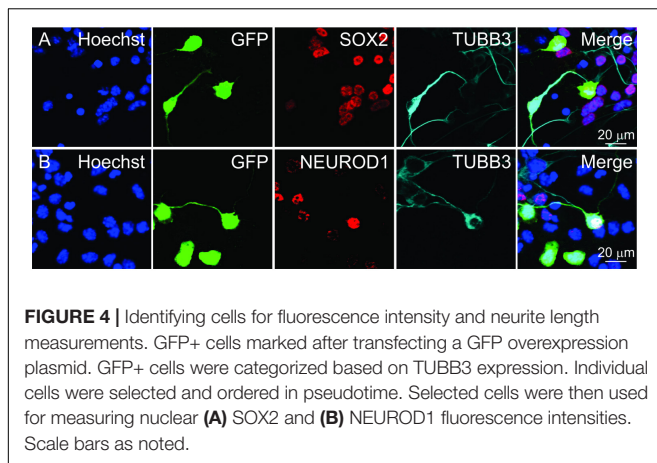 A Hoechst GFP SOX2 TUBB3 Merge
20 μm
B Hoechst GFP NEUROD1 TUBB3 Merge
20 μm
FIGURE 4 | Identifying cells for fluorescence intensity and neurite length
measurements. GFP+ cells marked after transfecting a GFP overexpression
plasmid. GFP+ cells were categorized based on TUBB3 expression. Individual
cells were selected and ordered in pseudotime. Selected cells were then used
for measuring nuclear (A) SOX2 and (B) NEUROD1 fluorescence intensities.
Scale bars as noted.